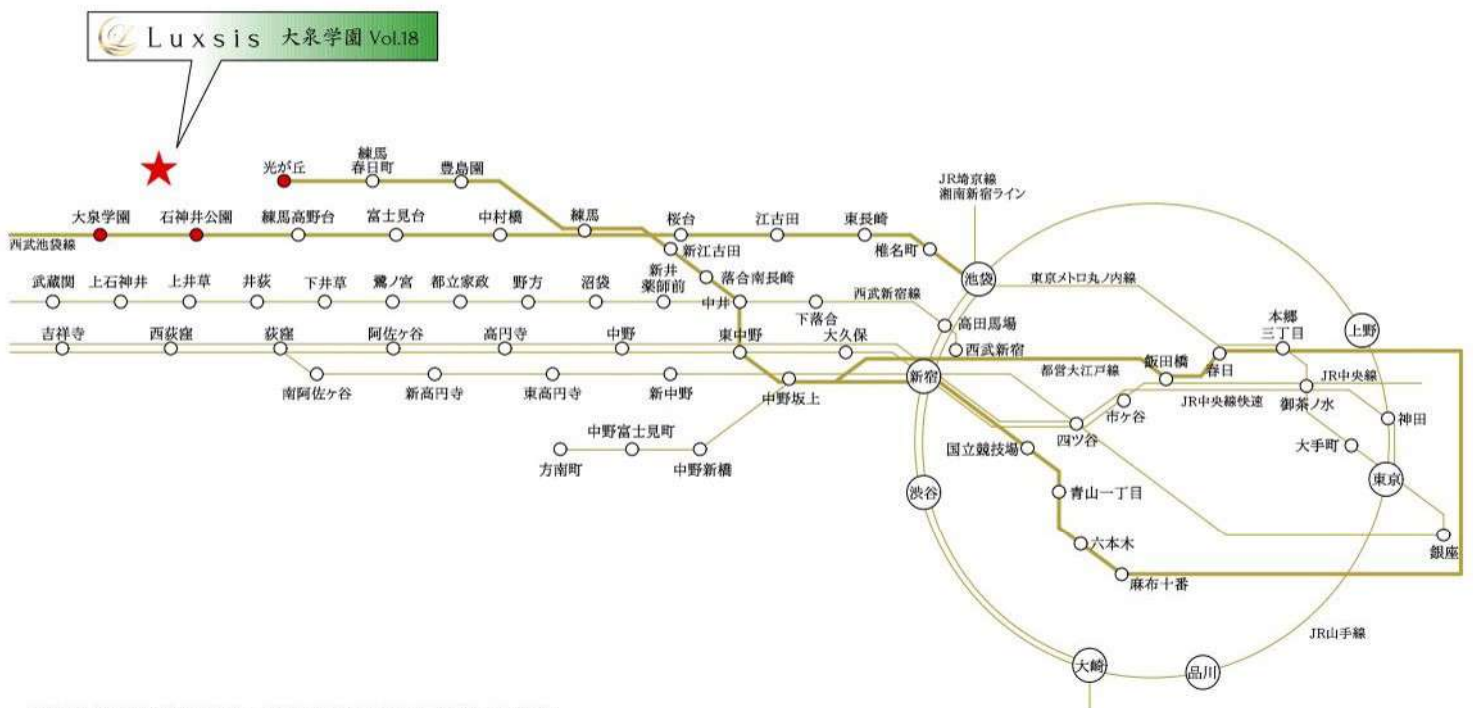 Luxsis 大泉学園 Vol.18
光が丘
練馬
春日町
豊島園
JR埼京線
湘南新宿ライン
大泉学園
石神井公園
練馬高野台
富士見台
中村橋
練馬
桜台
江古田
東長崎
椎名町
西武池袋線
新江古田
落合南長崎
池袋
東京メトロ丸ノ内線
武蔵関
上石神井
上井草
井荻
下井草
鷺ノ宮
都立家政
野方
沼袋
新井
薬師前
中井
下落合
西武新宿線
高田馬場
本郷
三丁目
上野
吉祥寺
西荻窪
荻窪
阿佐ヶ谷
高円寺
中野
東中野
大久保
西武新宿
飯田橋
春日
新宿
都営大江戸線
JR中央線
南阿佐ヶ谷
新高円寺
東高円寺
新中野
中野坂上
市ヶ谷
JR中央線快速
御茶ノ水
神田
中野富士見町
四ツ谷
大手町
方南町
中野新橋
国立競技場
東京
渋谷
青山一丁目
六本木
銀座
麻布十番
JR山手線
大崎
品川